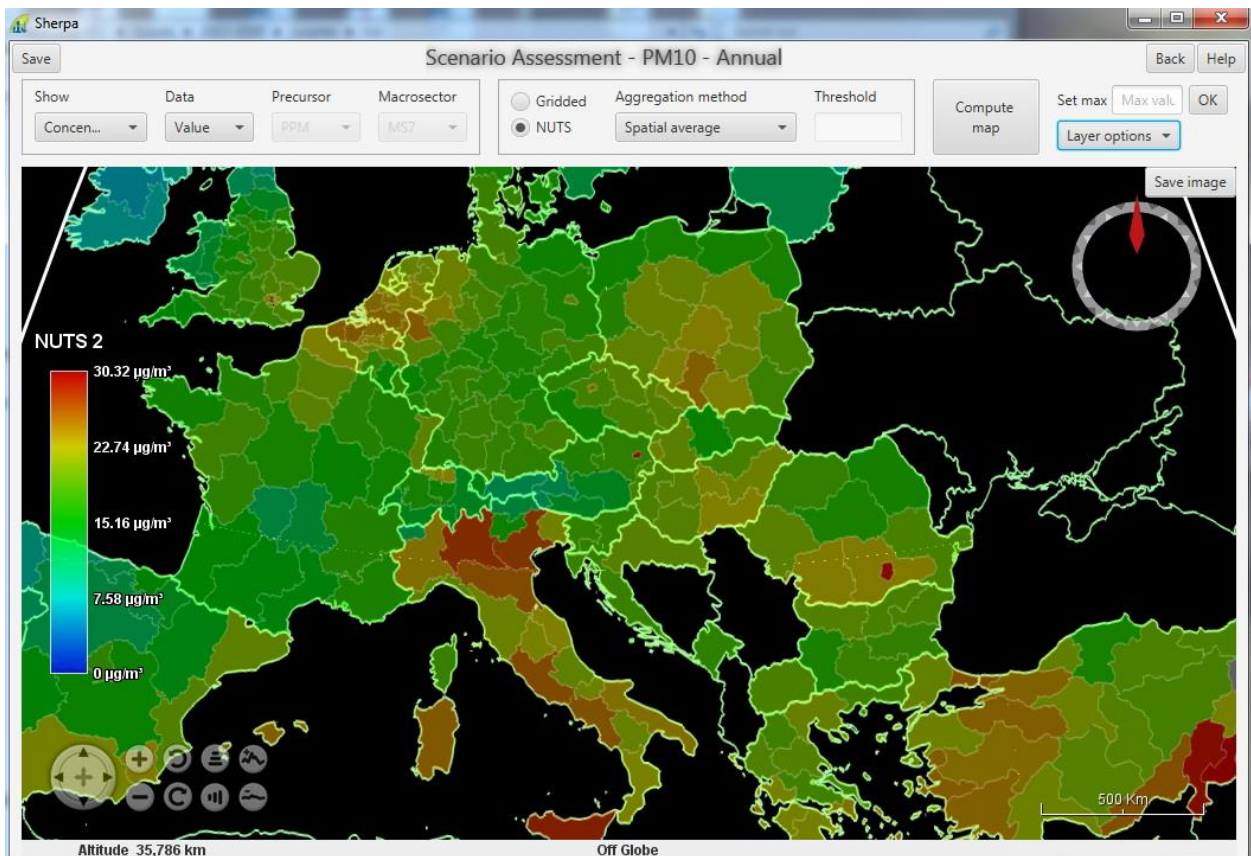 Sherpa
Save
Scenario Assessment - PM10 - Annual
Back
Help
Show
Data
Precursor
Macrosector
Concen...
Value
PPM
MS7
Gridded
NUTS
Aggregation method
Spatial average
Threshold
Compute
map
Set max
Max valu
OK
Layer options
Save image
NUTS 2
30.32 µg/m³
22.74 µg/m³
15.16 µg/m³
7.58 µg/m³
0 µg/m³
500 Km
Altitude 35,786 km
Off Globe